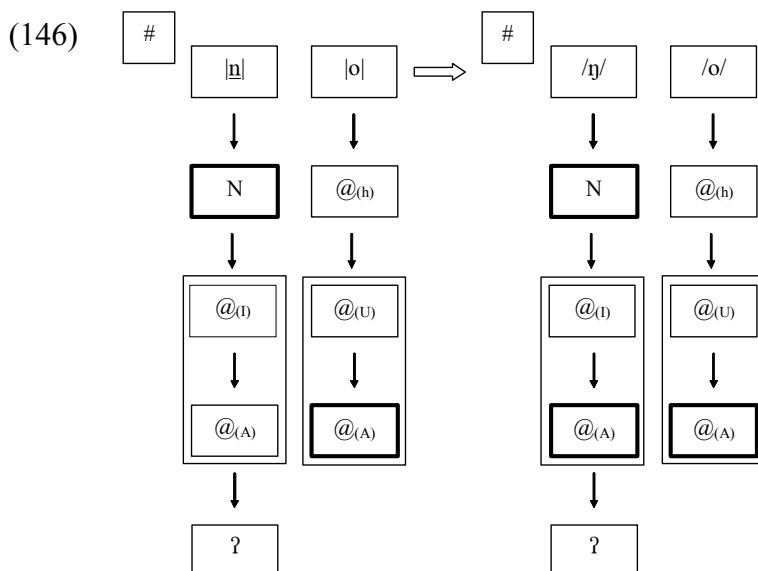 (146) # #
|n̲| |o| ⇨ /ŋ/ /o/
N @(h) N @(h)
@(I) @(U) @(I) @(U)
@(A) @(A) @(A) @(A)
ʔ ʔ